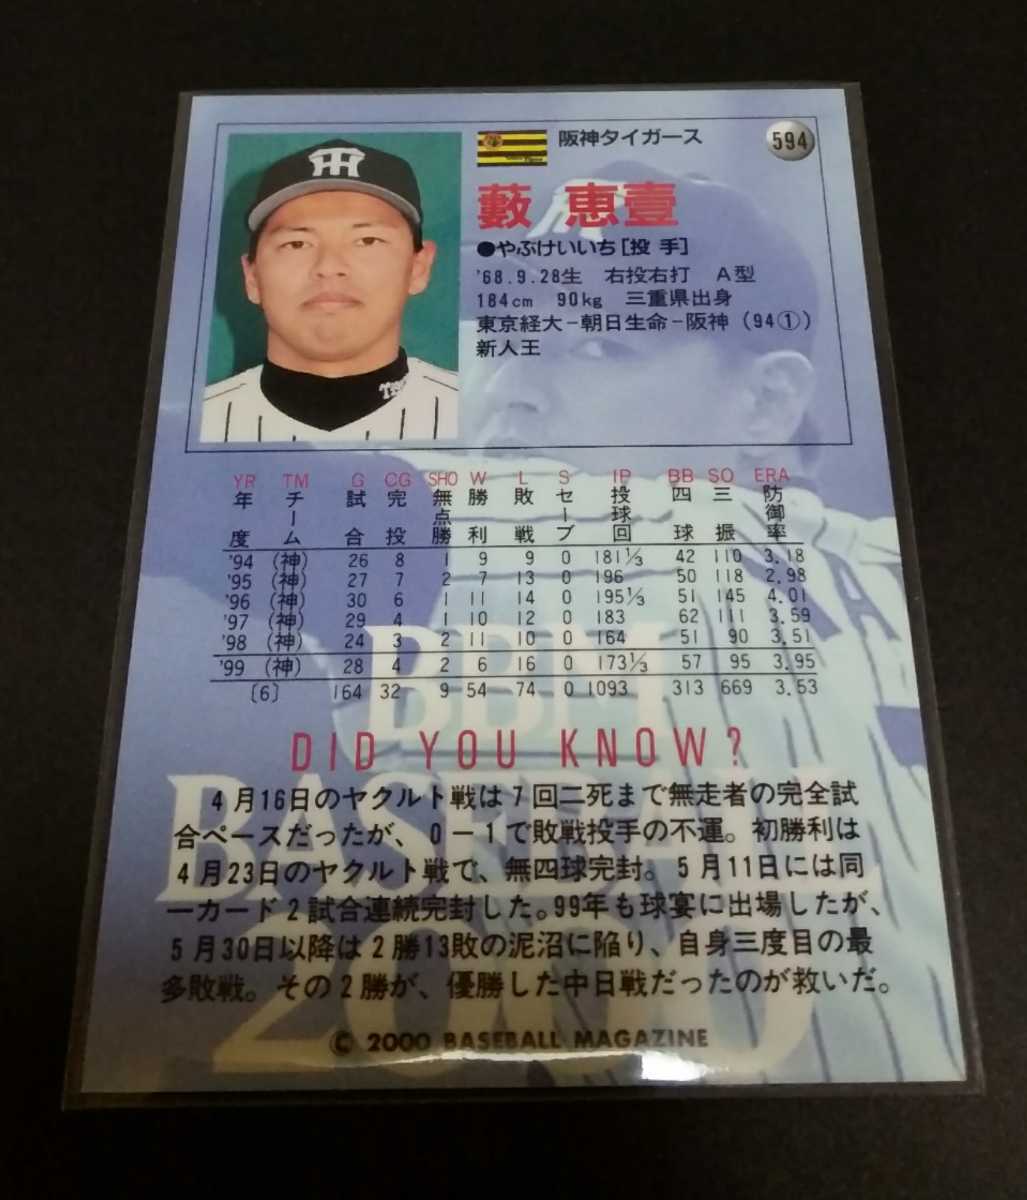 阪神タイガース
594
藪 恵壹
●やぶけいいち[投 手]
'68.9.28生 右投右打 A型
184cm 90kg 三重県出身
東京経大-朝日生命-阪神(94①)
新人王
YR TM G CG SHO W L S IP BB SO ERA
年度 チーム 試合 完投 無点勝 勝利 敗戦 セーブ 投球回 四球 三振 防御率
'94 (神) 26 8 1 9 9 0 181⅓ 42 110 3.18
'95 (神) 27 7 2 7 13 0 196 50 118 2.98
'96 (神) 30 6 1 11 14 0 195⅓ 51 145 4.01
'97 (神) 29 4 1 10 12 0 183 62 111 3.59
'98 (神) 24 3 2 11 10 0 164 51 90 3.51
'99 (神) 28 4 2 6 16 0 173⅓ 57 95 3.95
〔6〕 164 32 9 54 74 0 1093 313 669 3.53
DID YOU KNOW?
4月16日のヤクルト戦は7回二死まで無走者の完全試
合ペースだったが、0-1で敗戦投手の不運。初勝利は
4月23日のヤクルト戦で、無四球完封。5月11日には同
一カード2試合連続完封した。99年も球宴に出場したが、
5月30日以降は2勝13敗の泥沼に陥り、自身三度目の最
多敗戦。その2勝が、優勝した中日戦だったのが救いだ。
BBM
BASEBALL
2000
© 2000 BASEBALL MAGAZINE